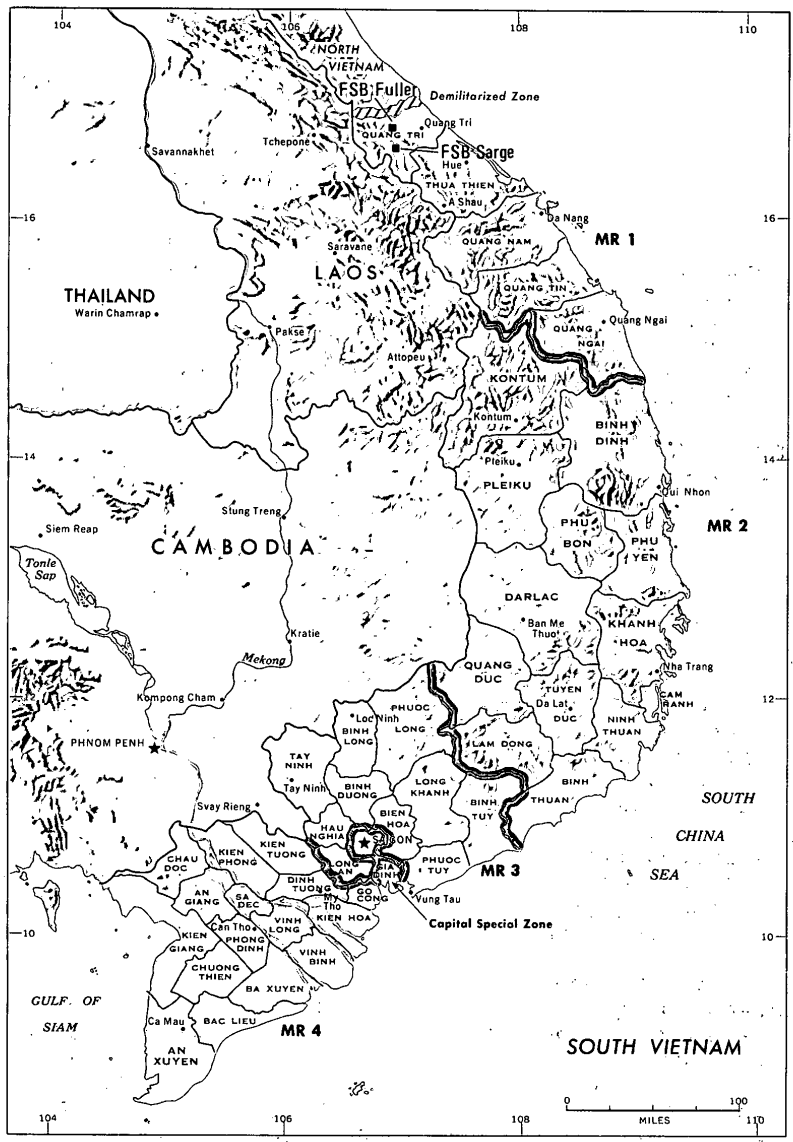 104
106
108
110
NORTH
VIETNAM
FSB Fuller
Demilitarized Zone
Quang Tri
QUANG TRI
Tchepone
Savannakhet
FSB Sarge
Hue
THUA THIEN
A Shau
16
16
Da Nang
MR 1
QUANG NAM
Saravane
LAOS
QUANG TIN
THAILAND
Warin Chamrap
Quang Ngai
QUANG
NGAI
Pakse
Attopeu
KONTUM
Kontum
BINH
DINH
14
14
Pleiku
PLEIKU
Qui Nhon
Stung Treng
MR 2
Siem Reap
CAMBODIA
PHU
BON
PHU
YEN
Tonle
Sap
DARLAC
Ban Me
Thuot
KHANH
HOA
Kratie
Mekong
QUANG
DUC
Nha Trang
Kompong Cham
12
12
TUYEN
Da Lat
DUC
CAM
RANH
PHUOC
LONG
Loc Ninh
BINH
LONG
NINH
THUAN
PHNOM PENH
LAM DONG
TAY
NINH
Tay Ninh
BINH
DUONG
LONG
KHANH
BINH
THUAN
BINH
TUY
Svay Rieng
BIEN
HOA
SOUTH
CHINA
SEA
HAU
NGHIA
SAIGON
KIEN
TUONG
KIEN
PHONG
CHAU
DOC
LONG
AN
GIA
DINH
PHUOC
TUY
MR 3
DINH
TUONG
My
Tho
GO
CONG
Vung Tau
AN
GIANG
SA
DEC
KIEN HOA
Capital Special Zone
VINH
LONG
Can Tho
PHONG
DINH
10
10
KIEN
GIANG
VINH
BINH
CHUONG
THIEN
BA XUYEN
GULF OF
SIAM
Ca Mau
BAC LIEU
MR 4
AN
XUYEN
SOUTH VIETNAM
0
100
MILES
104
106
108
110